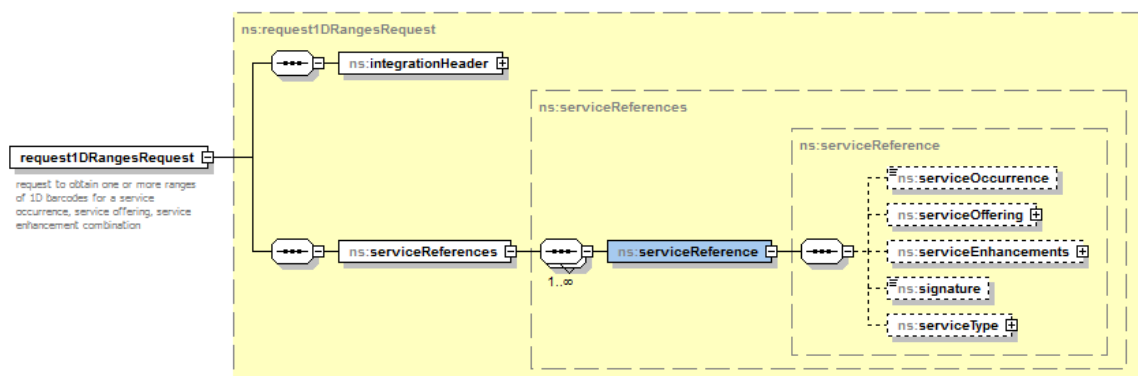 ns:request1DRangesRequest
ns:integrationHeader
ns:serviceReferences
ns:serviceReference
request1DRangesRequest
request to obtain one or more ranges
of 1D barcodes for a service
occurrence, service offering, service
enhancement combination
ns:serviceOccurrence
ns:serviceOffering
ns:serviceReferences
ns:serviceReference
ns:serviceEnhancements
1..∞
ns:signature
ns:serviceType